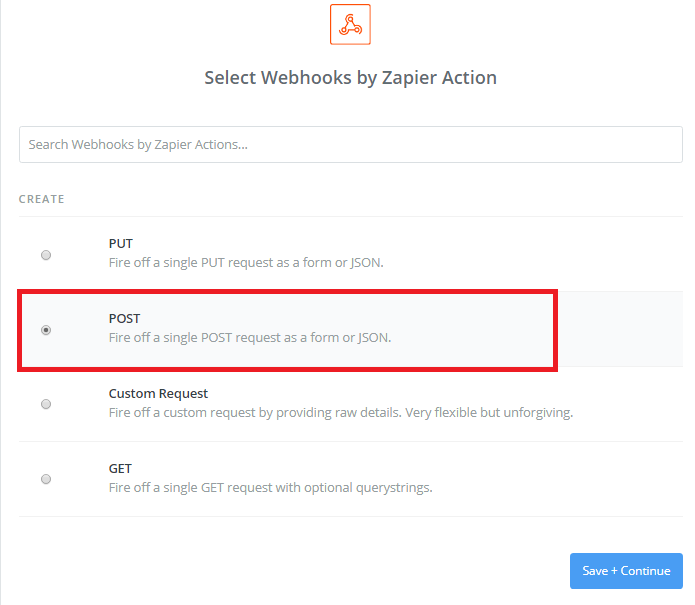 Select Webhooks by Zapier Action
Search Webhooks by Zapier Actions...
CREATE
PUT
Fire off a single PUT request as a form or JSON.
POST
Fire off a single POST request as a form or JSON.
Custom Request
Fire off a custom request by providing raw details. Very flexible but unforgiving.
GET
Fire off a single GET request with optional querystrings.
Save + Continue